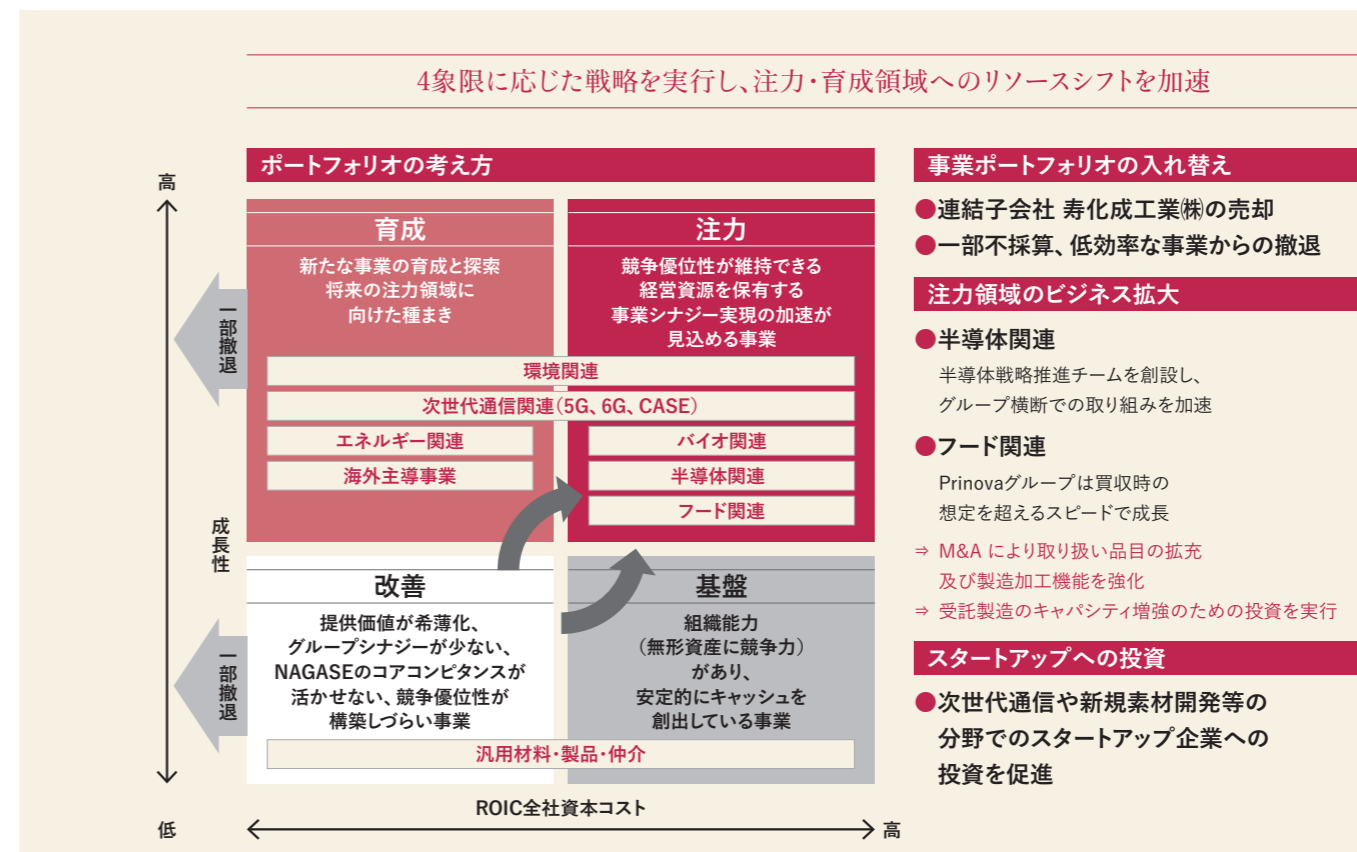 4象限に応じた戦略を実行し、注力・育成領域へのリソースシフトを加速
ポートフォリオの考え方
高
成長性
低
一部撤退
一部撤退
育成
新たな事業の育成と探索
将来の注力領域に
向けた種まき
注力
競争優位性が維持できる
経営資源を保有する
事業シナジー実現の加速が
見込める事業
環境関連
次世代通信関連(5G、6G、CASE)
エネルギー関連
海外主導事業
バイオ関連
半導体関連
フード関連
改善
提供価値が希薄化、
グループシナジーが少ない、
NAGASEのコアコンピタンスが
活かせない、競争優位性が
構築しづらい事業
基盤
組織能力
（無形資産に競争力）
があり、
安定的にキャッシュを
創出している事業
汎用材料・製品・仲介
ROIC全社資本コスト
高
事業ポートフォリオの入れ替え
●連結子会社 寿化成工業㈱の売却
●一部不採算、低効率な事業からの撤退
注力領域のビジネス拡大
●半導体関連
半導体戦略推進チームを創設し、
グループ横断での取り組みを加速
●フード関連
Prinovaグループは買収時の
想定を超えるスピードで成長
⇒ M&A により取り扱い品目の拡充
及び製造加工機能を強化
⇒ 受託製造のキャパシティ増強のための投資を実行
スタートアップへの投資
●次世代通信や新規素材開発等の
分野でのスタートアップ企業への
投資を促進